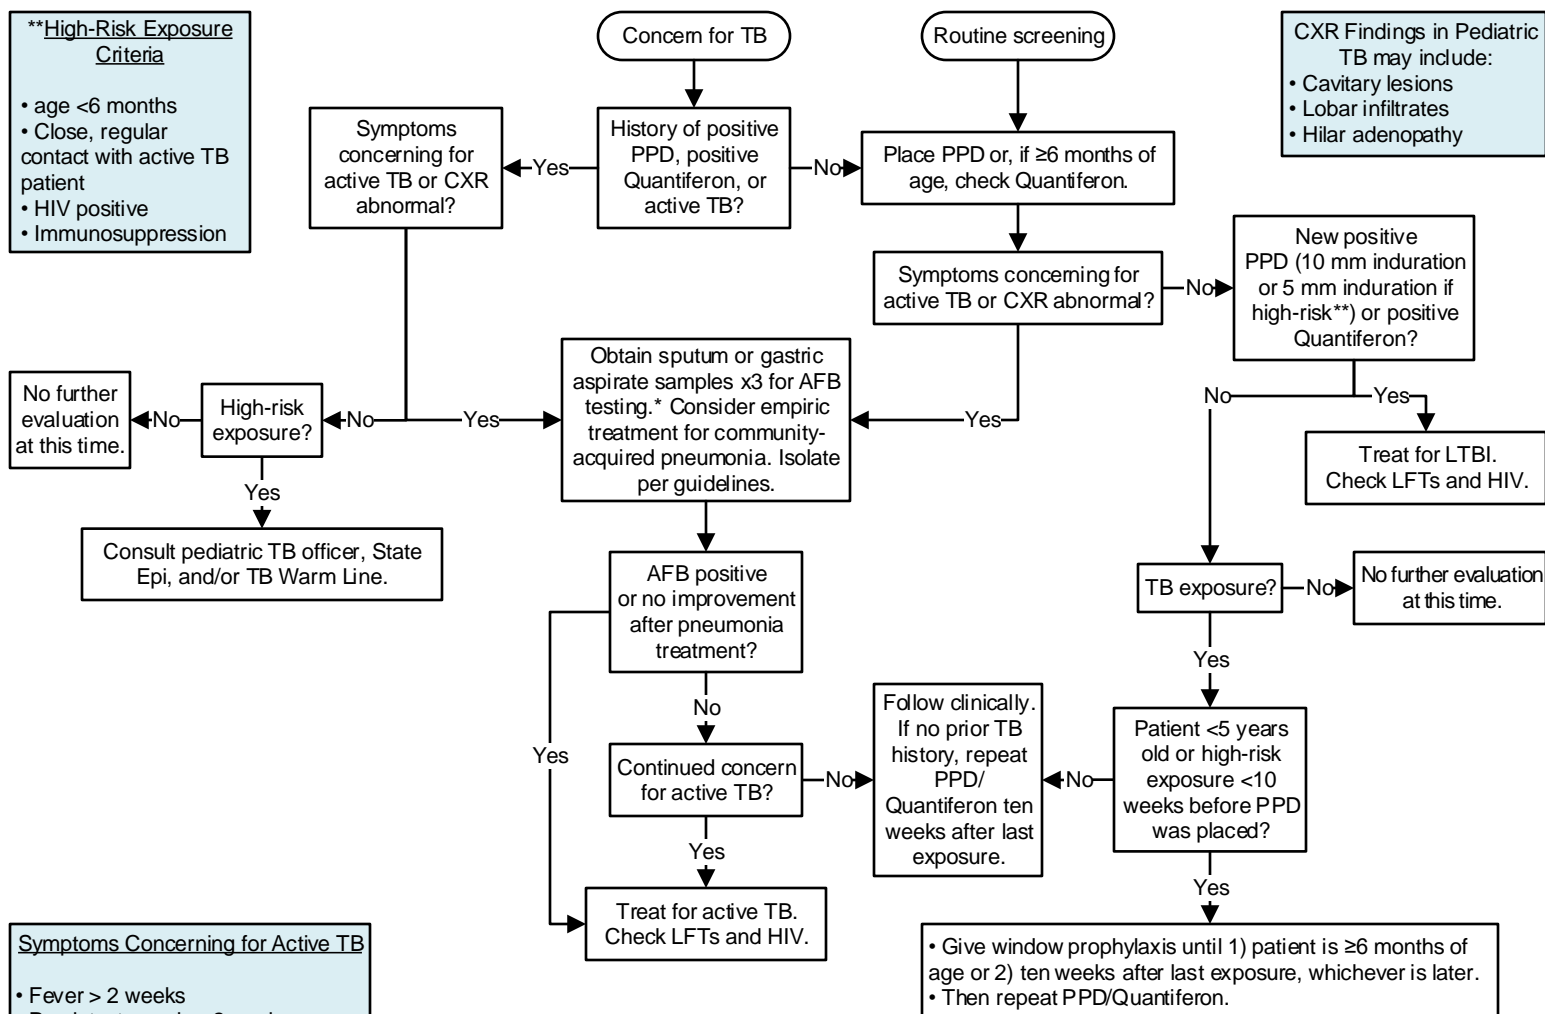 **High-Risk Exposure
Criteria
• age <6 months
• Close, regular
contact with active TB
patient
• HIV positive
• Immunosuppression
Concern for TB
Routine screening
CXR Findings in Pediatric
TB may include:
• Cavitary lesions
• Lobar infiltrates
• Hilar adenopathy
Symptoms
concerning for
active TB or CXR
abnormal?
Yes
History of positive
PPD, positive
Quantiferon, or
active TB?
No
Place PPD or, if ≥6 months of
age, check Quantiferon.
Symptoms concerning for
active TB or CXR abnormal?
No
New positive
PPD (10 mm induration
or 5 mm induration if
high-risk**) or positive
Quantiferon?
No further
evaluation
at this time.
No
High-risk
exposure?
No
Yes
Obtain sputum or gastric
aspirate samples x3 for AFB
testing.* Consider empiric
treatment for community-
acquired pneumonia. Isolate
per guidelines.
Yes
No
Yes
Treat for LTBI.
Check LFTs and HIV.
Yes
Consult pediatric TB officer, State
Epi, and/or TB Warm Line.
AFB positive
or no improvement
after pneumonia
treatment?
TB exposure?
No
No further evaluation
at this time.
Yes
No
Yes
Continued concern
for active TB?
No
Follow clinically.
If no prior TB
history, repeat
PPD/
Quantiferon ten
weeks after last
exposure.
No
Patient <5 years
old or high-risk
exposure <10
weeks before PPD
was placed?
Yes
Yes
Treat for active TB.
Check LFTs and HIV.
Symptoms Concerning for Active TB
• Fever > 2 weeks
• Give window prophylaxis until 1) patient is ≥6 months of
age or 2) ten weeks after last exposure, whichever is later.
• Then repeat PPD/Quantiferon.